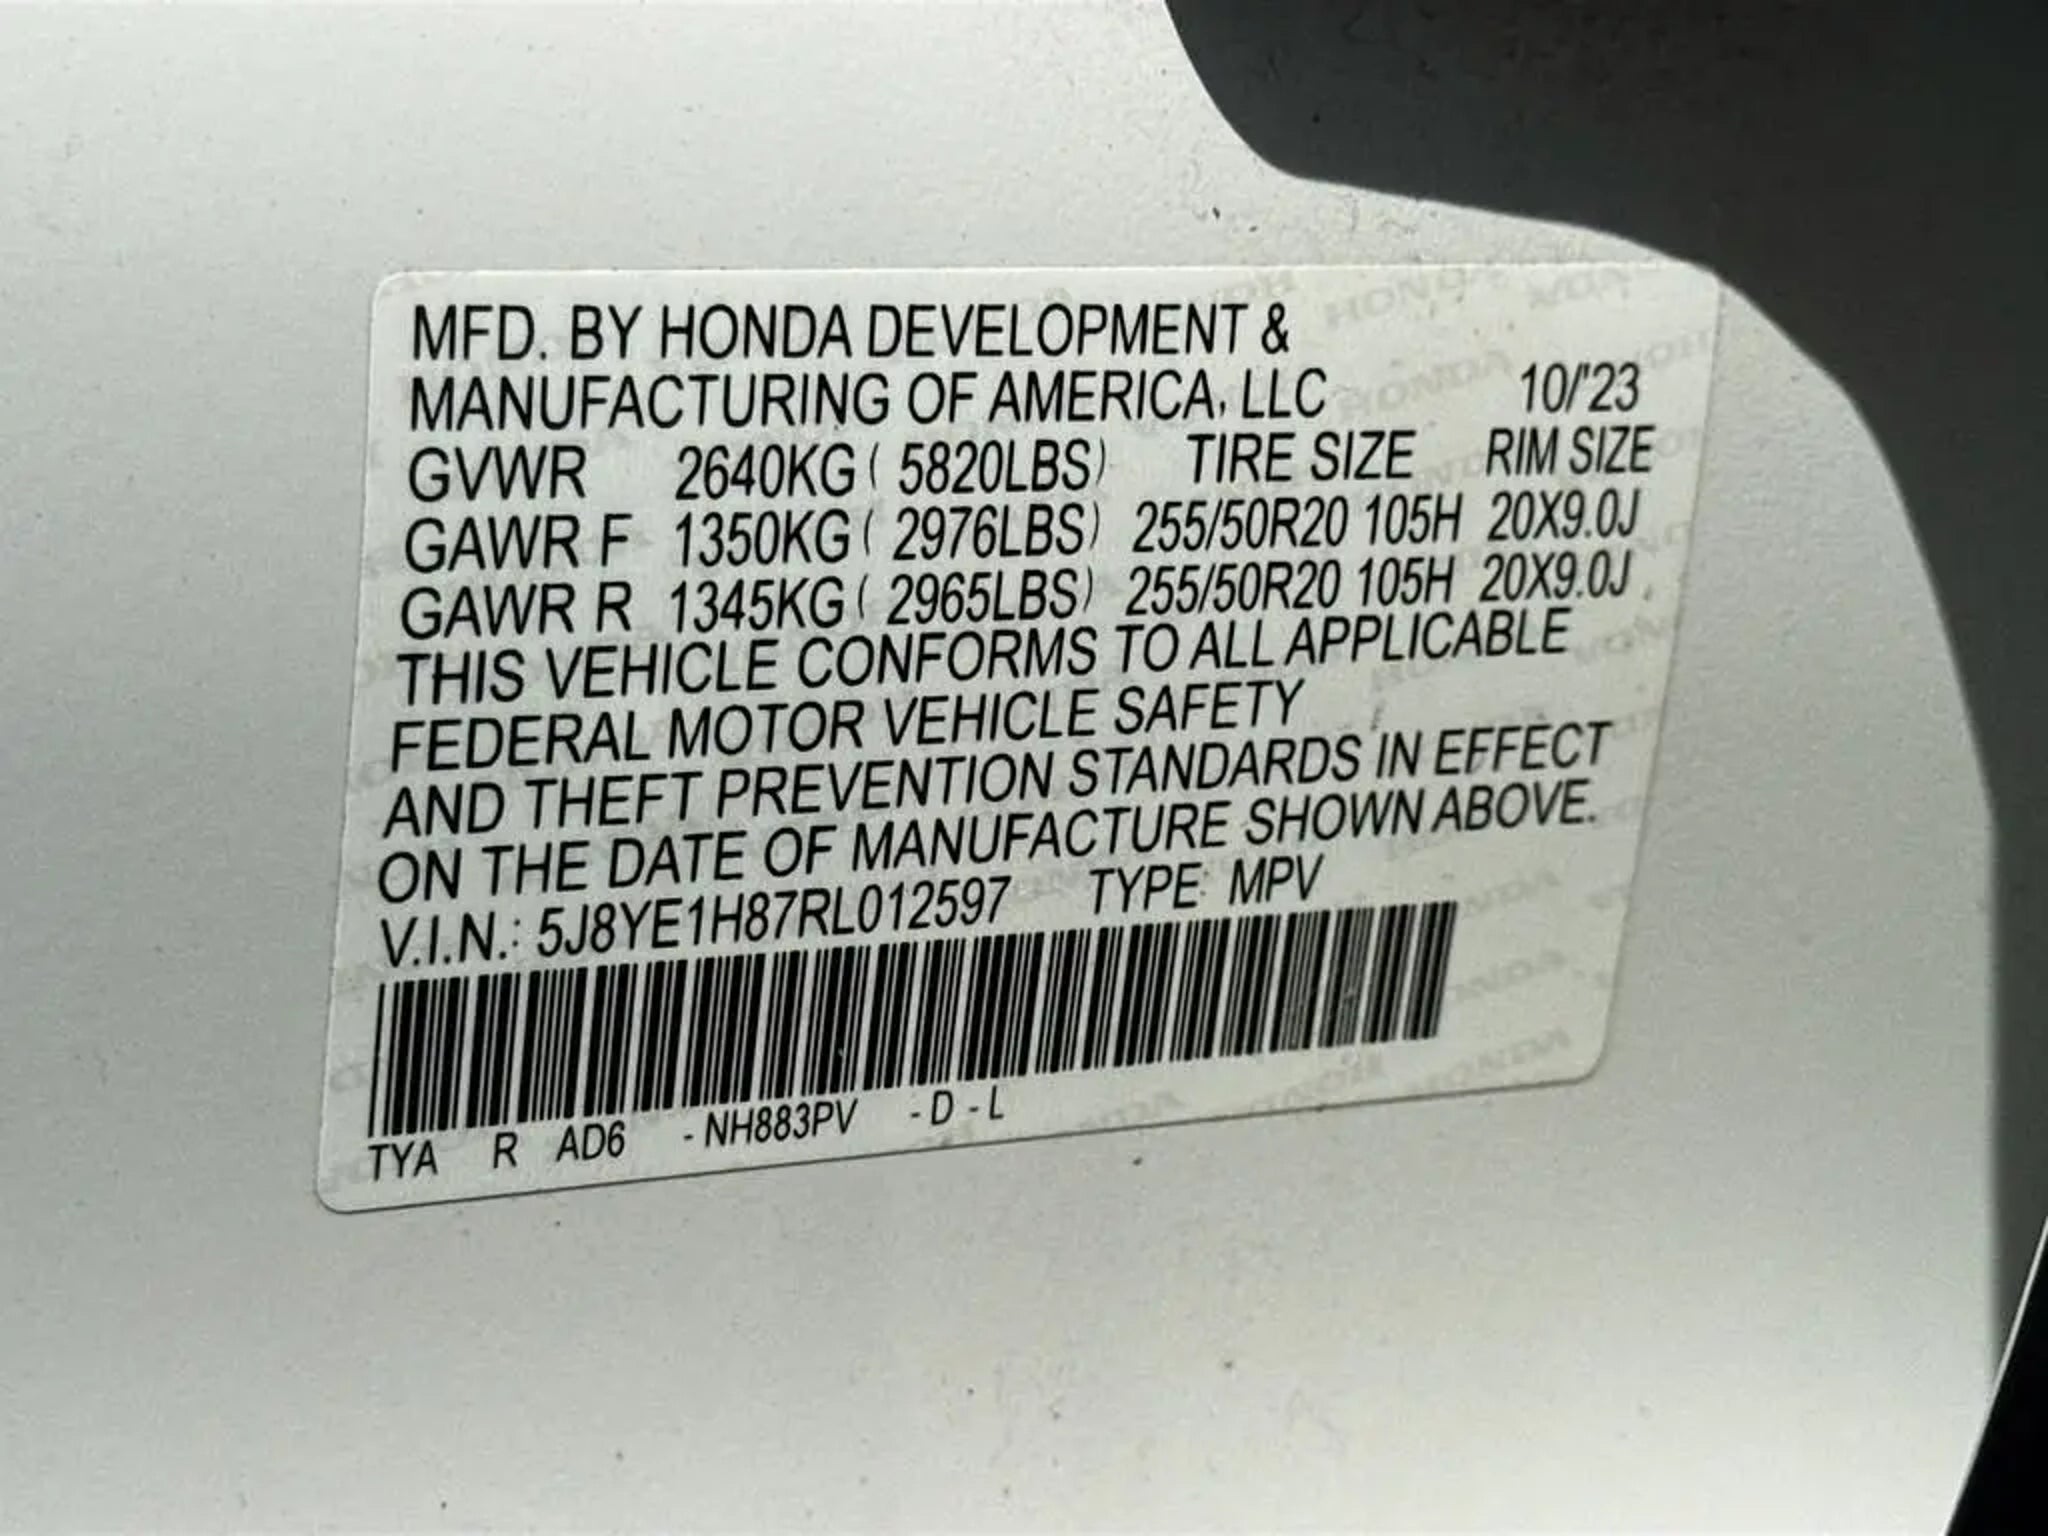 MFD. BY HONDA DEVELOPMENT &
MANUFACTURING OF AMERICA, LLC 10/'23
GVWR 2640KG ( 5820LBS) TIRE SIZE RIM SIZE
GAWR F 1350KG ( 2976LBS) 255/50R20 105H 20X9.0J
GAWR R 1345KG ( 2965LBS) 255/50R20 105H 20X9.0J
THIS VEHICLE CONFORMS TO ALL APPLICABLE
FEDERAL MOTOR VEHICLE SAFETY
AND THEFT PREVENTION STANDARDS IN EFFECT
ON THE DATE OF MANUFACTURE SHOWN ABOVE.
V.I.N.: 5J8YE1H87RL012597 TYPE: MPV
TYA R AD6 - NH883PV - D - L